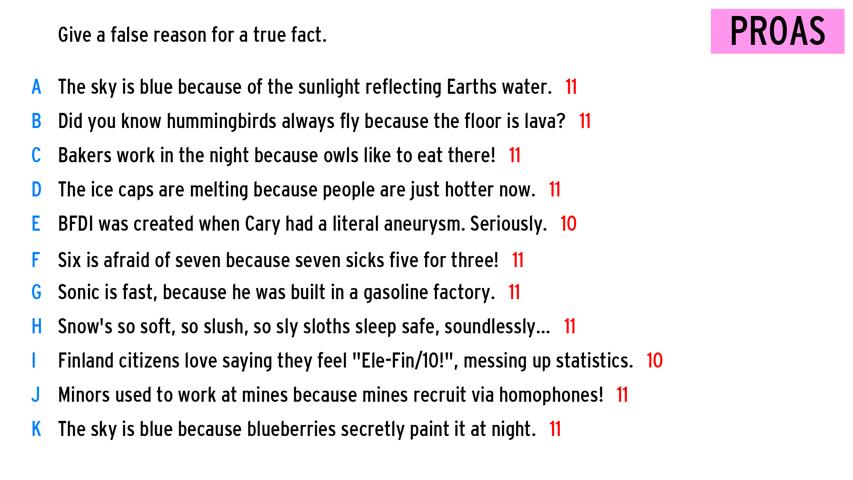 Give a false reason for a true fact.
PROAS
A The sky is blue because of the sunlight reflecting Earths water. 11
B Did you know hummingbirds always fly because the floor is lava? 11
C Bakers work in the night because owls like to eat there! 11
D The ice caps are melting because people are just hotter now. 11
E BFDI was created when Cary had a literal aneurysm. Seriously. 10
F Six is afraid of seven because seven sicks five for three! 11
G Sonic is fast, because he was built in a gasoline factory. 11
H Snow's so soft, so slush, so sly sloths sleep safe, soundlessly... 11
I Finland citizens love saying they feel "Ele-Fin/10!", messing up statistics. 10
J Minors used to work at mines because mines recruit via homophones! 11
K The sky is blue because blueberries secretly paint it at night. 11